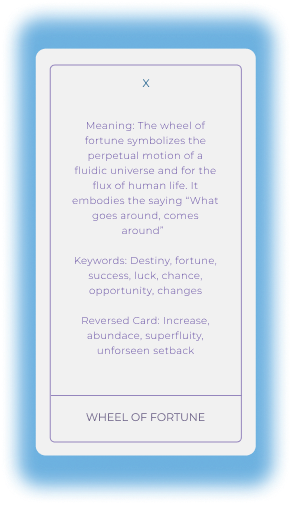 X
Meaning: The wheel of
fortune symbolizes the
perpetual motion of a
fluidic universe and for the
flux of human life. It
embodies the saying "What
goes around, comes
around"
Keywords: Destiny, fortune,
success, luck, chance,
opportunity, changes
Reversed Card: Increase,
abundace, superfluity,
unforseen setback
WHEEL OF FORTUNE